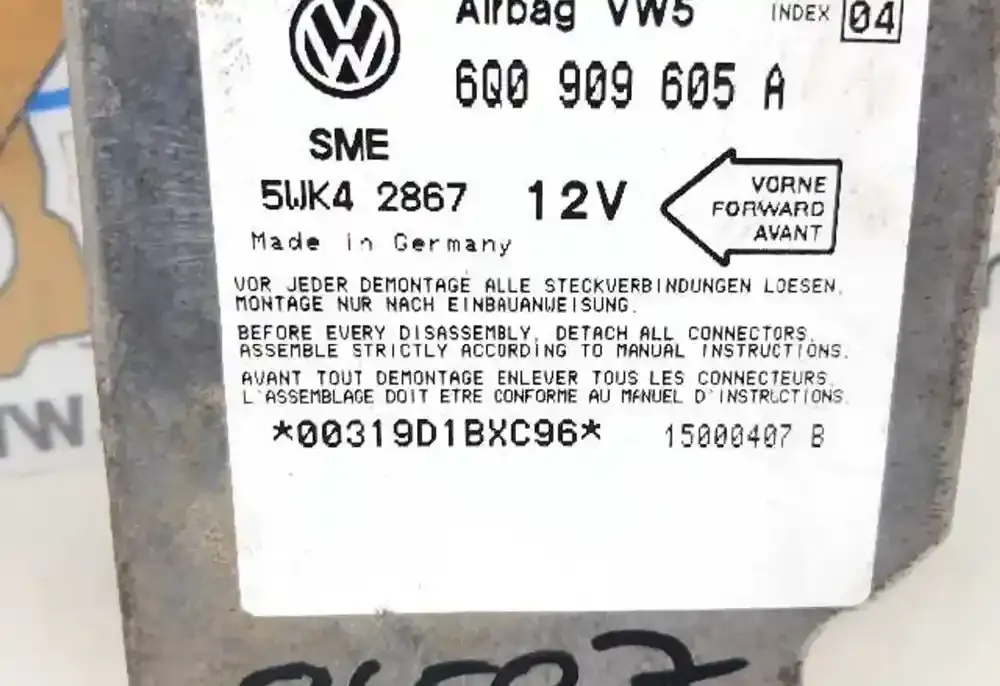 Airbag VW5 INDEX 04
6Q0 909 605 A
SME
5WK4 2867 12V
VORNE
FORWARD
AVANT
Made in Germany
VOR JEDER DEMONTAGE ALLE STECKVERBINDUNGEN LOESEN.
MONTAGE NUR NACH EINBAUANWEISUNG.
BEFORE EVERY DISASSEMBLY, DETACH ALL CONNECTORS.
ASSEMBLE STRICTLY ACCORDING TO MANUAL INSTRUCTIONS.
AVANT TOUT DEMONTAGE ENLEVER TOUS LES CONNECTEURS.
L'ASSEMBLAGE DOIT ETRE CONFORME AU MANUEL D'INSTRUCTIONS.
*00319D1BXC96* 15000407 B